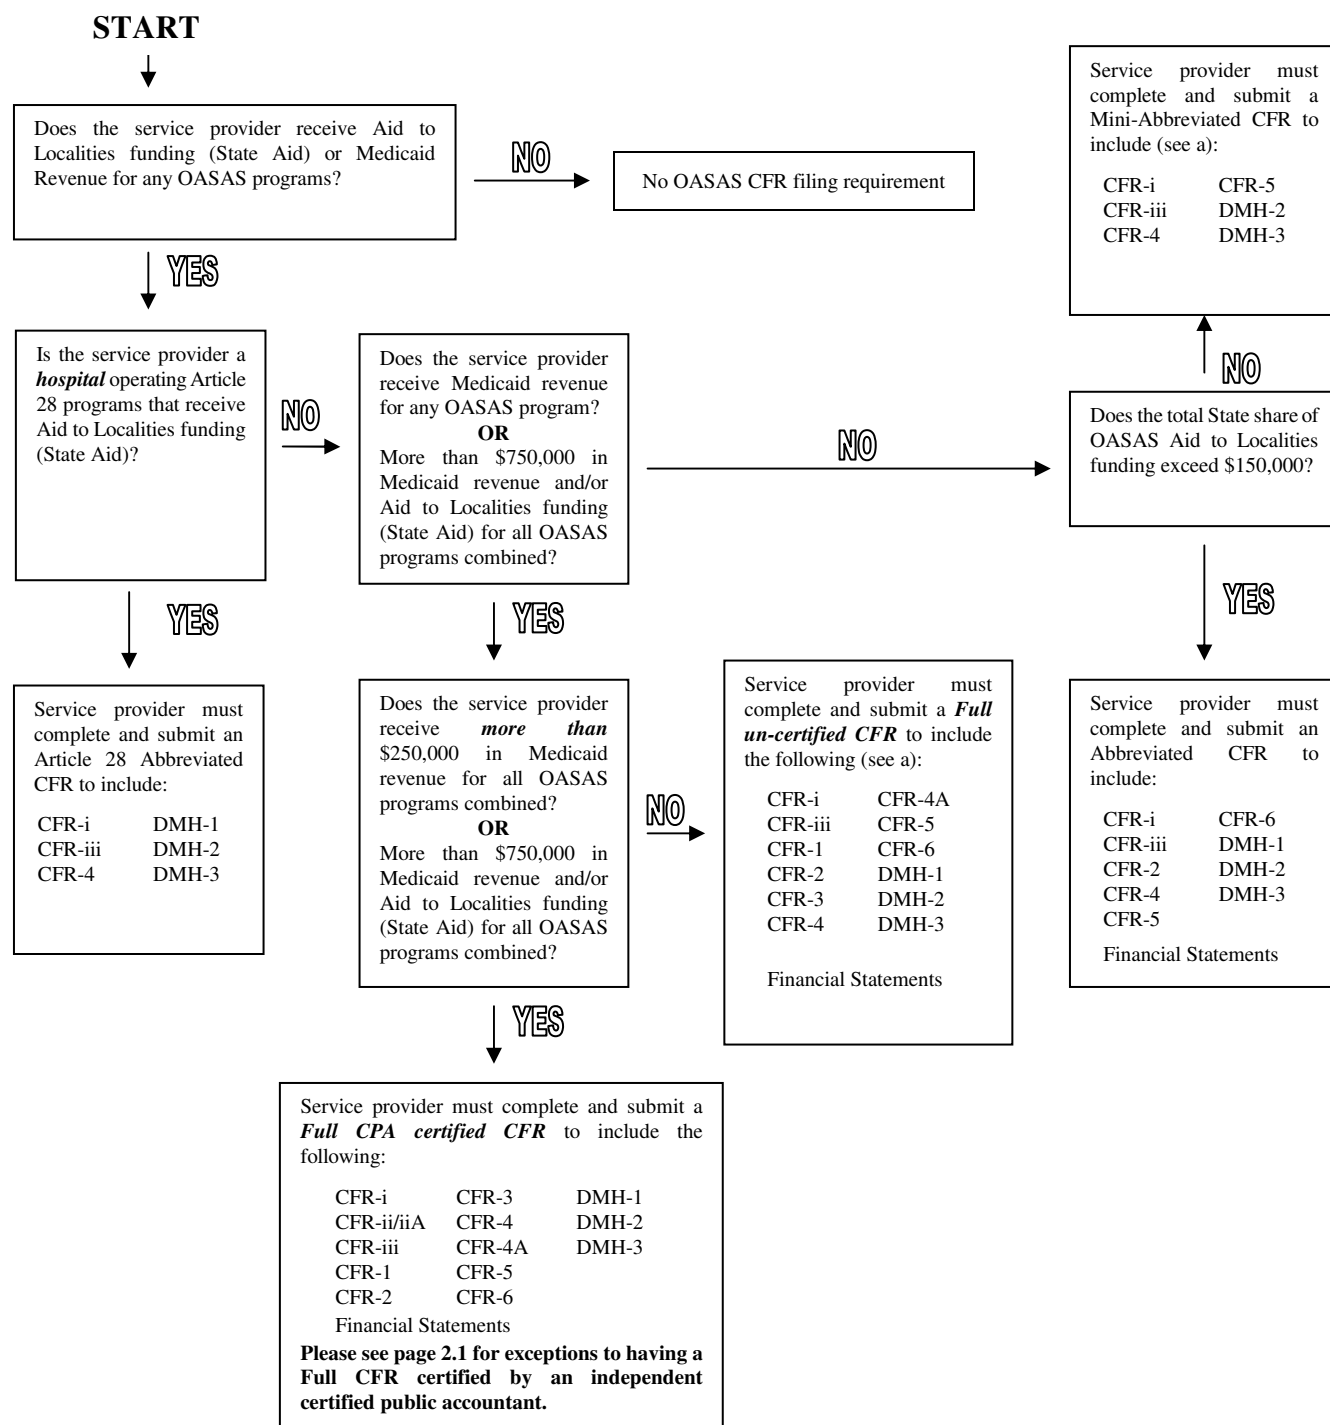 START
Does the service provider receive Aid to
Localities funding (State Aid) or Medicaid
Revenue for any OASAS programs?
NO
No OASAS CFR filing requirement
Service provider must
complete and submit a
Mini-Abbreviated CFR to
include (see a):
CFR-i CFR-5
CFR-iii DMH-2
CFR-4 DMH-3
YES
Is the service provider a
hospital operating Article
28 programs that receive
Aid to Localities funding
(State Aid)?
NO
Does the service provider
receive Medicaid revenue
for any OASAS program?
OR
More than $750,000 in
Medicaid revenue and/or
Aid to Localities funding
(State Aid) for all OASAS
programs combined?
NO
NO
Does the total State share of
OASAS Aid to Localities
funding exceed $150,000?
YES
YES
YES
Service provider must
complete and submit an
Article 28 Abbreviated
CFR to include:
CFR-i DMH-1
CFR-iii DMH-2
CFR-4 DMH-3
Does the service provider
receive more than
$250,000 in Medicaid
revenue for all OASAS
programs combined?
OR
More than $750,000 in
Medicaid revenue and/or
Aid to Localities funding
(State Aid) for all OASAS
programs combined?
NO
Service provider must
complete and submit a Full
un-certified CFR to include
the following (see a):
CFR-i CFR-4A
CFR-iii CFR-5
CFR-1 CFR-6
CFR-2 DMH-1
CFR-3 DMH-2
CFR-4 DMH-3
Financial Statements
Service provider must
complete and submit an
Abbreviated CFR to
include:
CFR-i CFR-6
CFR-iii DMH-1
CFR-2 DMH-2
CFR-4 DMH-3
CFR-5
Financial Statements
YES
Service provider must complete and submit a
Full CPA certified CFR to include the
following:
CFR-i CFR-3 DMH-1
CFR-ii/iiA CFR-4 DMH-2
CFR-iii CFR-4A DMH-3
CFR-1 CFR-5
CFR-2 CFR-6
Financial Statements
Please see page 2.1 for exceptions to having a
Full CFR certified by an independent
certified public accountant.